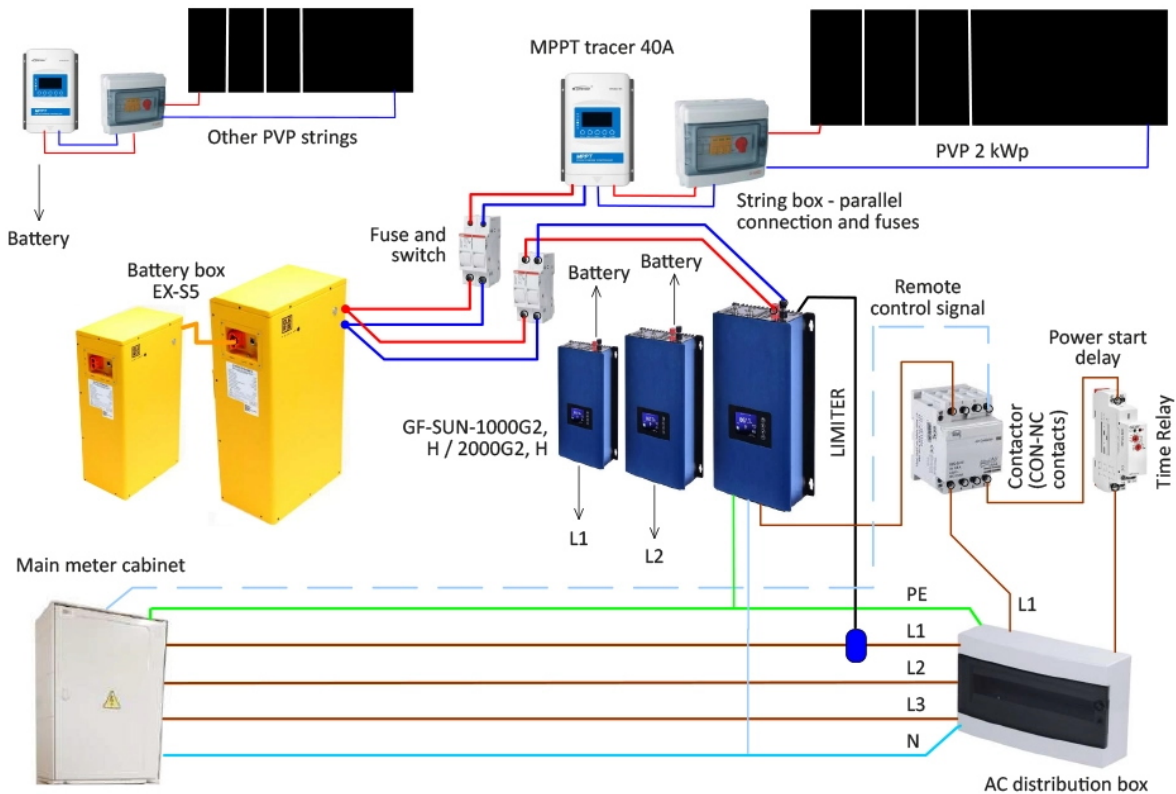 MPPT tracer 40A
Other PVP strings
PVP 2 kWp
MPPT
MPPT
String box - parallel
connection and fuses
Battery
Fuse and
switch
Battery box
EX-S5
Battery
Battery
Remote
control signal
Power start
delay
GF-SUN-1000G2,
H / 2000G2, H
LIMITER
Contactor
(CON-NC
contacts)
Time Relay
L1
L2
Main meter cabinet
PE
L1
L1
L2
L3
N
AC distribution box